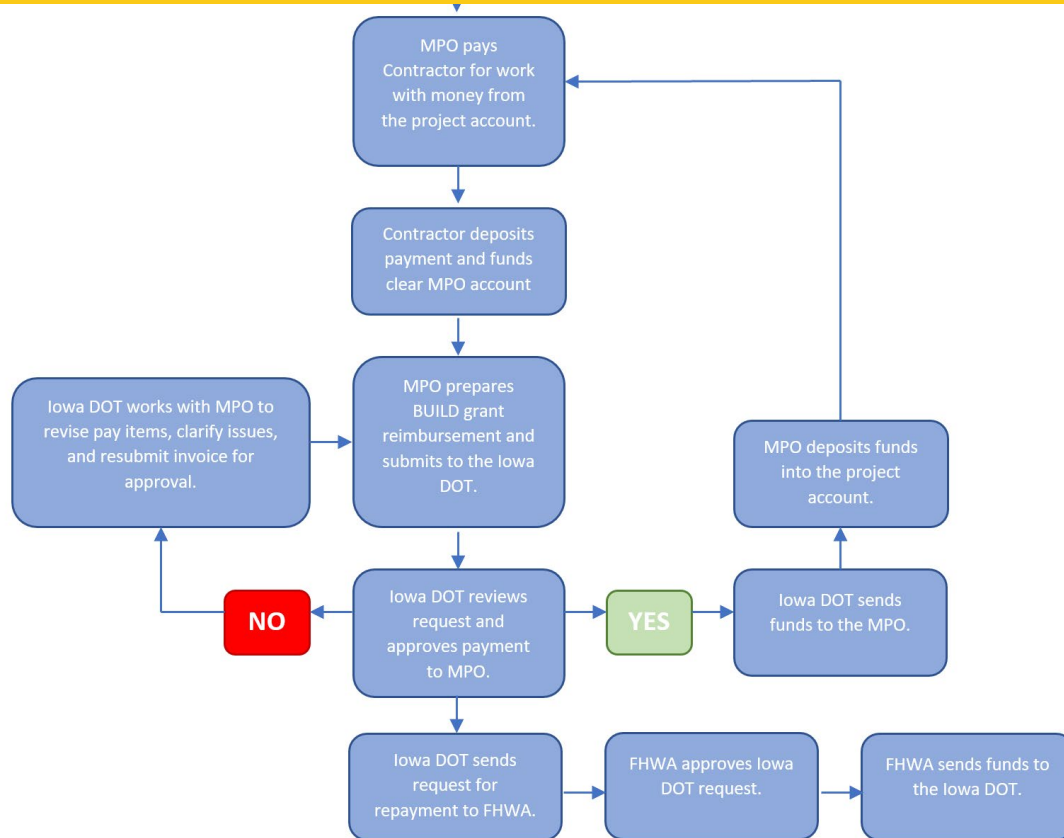 MPO pays
Contractor for work
with money from
the project account.
Contractor deposits
payment and funds
clear MPO account
Iowa DOT works with MPO to
revise pay items, clarify issues,
and resubmit invoice for
approval.
MPO prepares
BUILD grant
reimbursement and
submits to the Iowa
DOT.
MPO deposits funds
into the project
account.
NO
Iowa DOT reviews
request and
approves payment
to MPO.
YES
Iowa DOT sends
funds to the MPO.
Iowa DOT sends
request for
repayment to FHWA.
FHWA approves Iowa
DOT request.
FHWA sends funds to
the Iowa DOT.